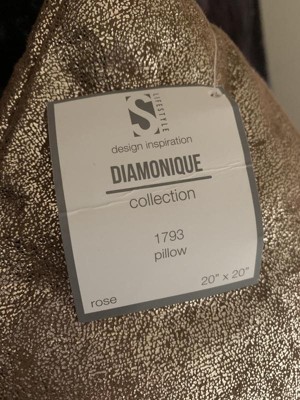 S
LIFESTYLE
design inspiration
DIAMONIQUE
collection
1793
pillow
rose
20" x 20"